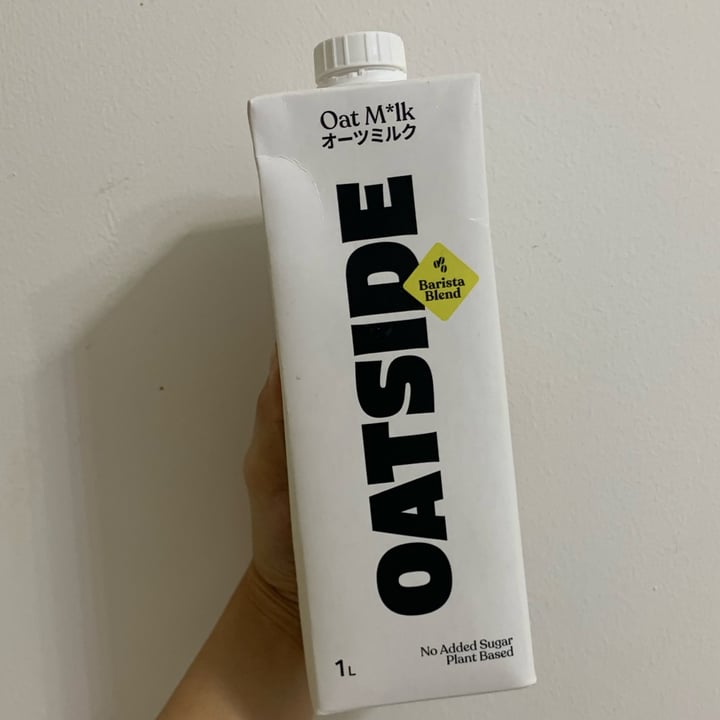 Oat M*lk
オーツミルク
OATSIDE
Barista
Blend
1L
No Added Sugar
Plant Based